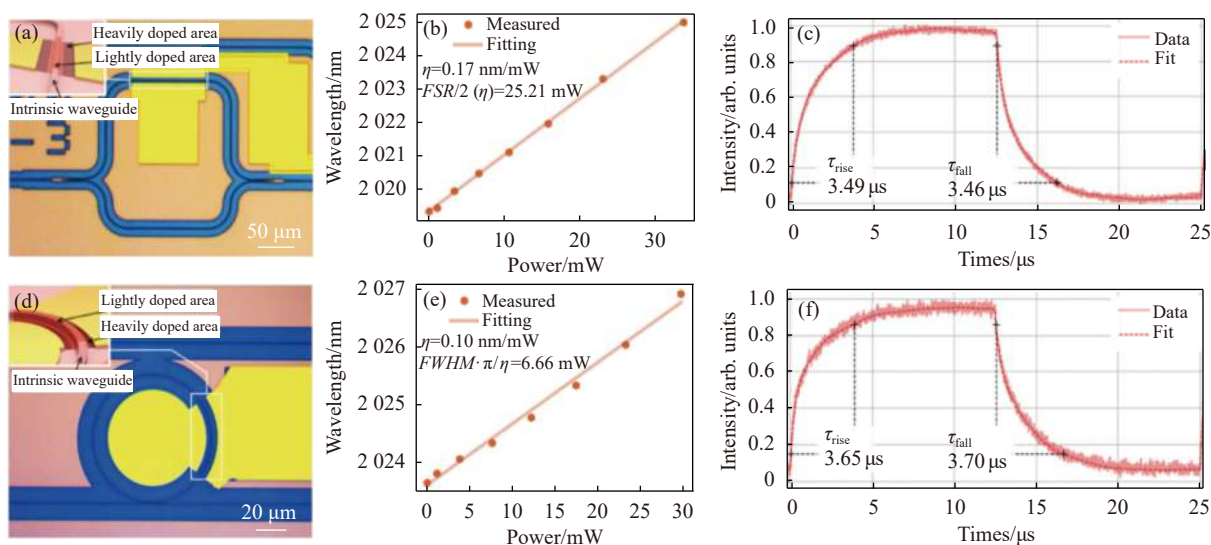 (a)
Heavily doped area
Lightly doped area
Intrinsic waveguide
3
50 μm
(b)
Measured
Fitting
η=0.17 nm/mW
FSR/2 (η)=25.21 mW
Wavelength/nm
2 025
2 024
2 023
2 022
2 021
2 020
0
10
20
30
Power/mW
(c)
Data
Fit
Intensity/arb. units
1.0
0.8
0.6
0.4
0.2
0
τrise
3.49 μs
τfall
3.46 μs
0
5
10
15
20
25
Times/μs
(d)
Lightly doped area
Heavily doped area
Intrinsic waveguide
20 μm
(e)
Measured
Fitting
η=0.10 nm/mW
FWHM·π/η=6.66 mW
Wavelength/nm
2 027
2 026
2 025
2 024
0
5
10
15
20
25
30
Power/mW
(f)
Data
Fit
Intensity/arb. units
1.0
0.8
0.6
0.4
0.2
0
τrise
3.65 μs
τfall
3.70 μs
0
5
10
15
20
25
Times/μs